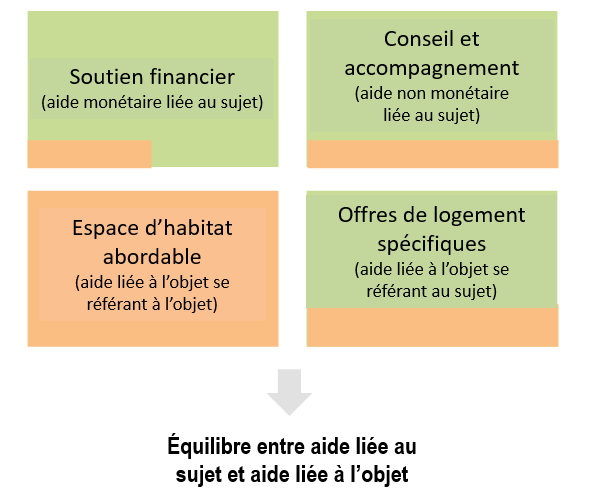 Soutien financier
(aide monétaire liée au sujet)
Conseil et
accompagnement
(aide non monétaire
liée au sujet)
Espace d’habitat
abordable
(aide liée à l’objet se
référant à l’objet)
Offres de logement
spécifiques
(aide liée à l’objet se
référant au sujet)
Équilibre entre aide liée au
sujet et aide liée à l’objet